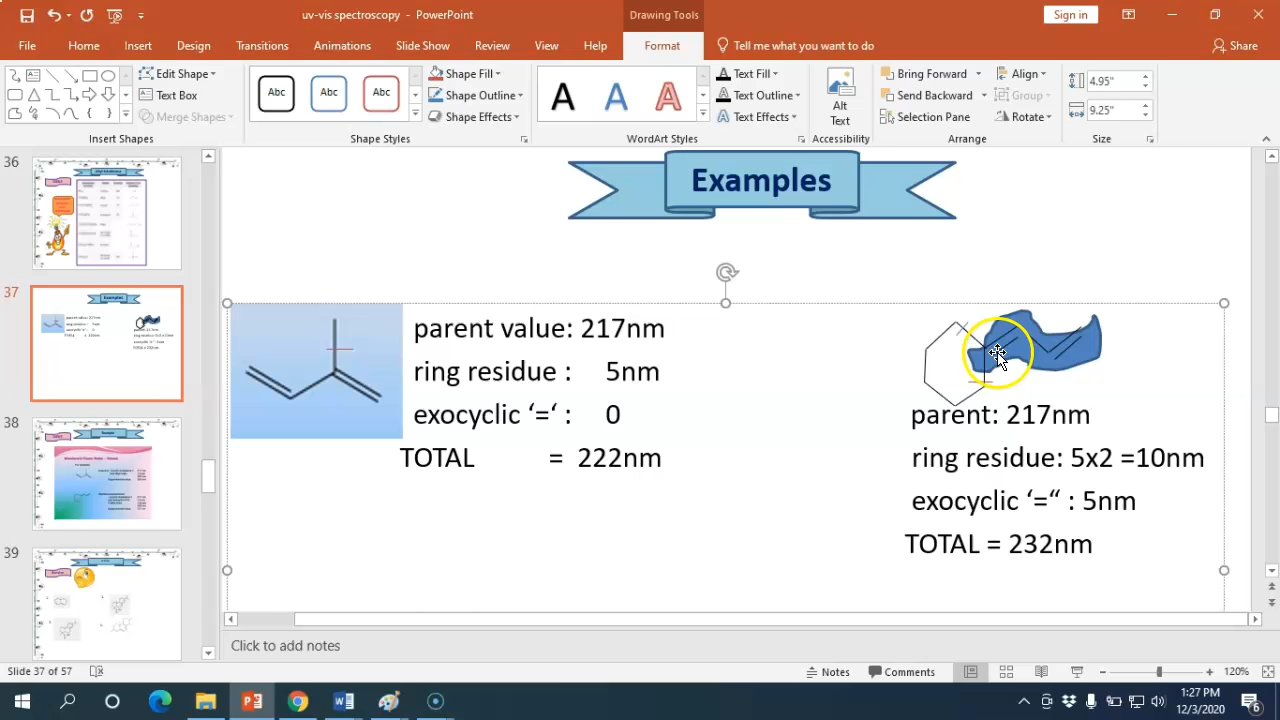 uv-vis spectroscopy - PowerPoint
Drawing Tools
Sign in
File Home Insert Design Transitions Animations Slide Show Review View Help Format Tell me what you want to do Share
Edit Shape
Text Box
Merge Shapes
Insert Shapes
Abc Abc Abc
Shape Fill
Shape Outline
Shape Effects
Shape Styles
A A A
Text Fill
Text Outline
Text Effects
WordArt Styles
Alt
Text
Accessibility
Bring Forward
Send Backward
Selection Pane
Align
Group
Rotate
Arrange
4.95"
9.25"
Size
36
37
38
39
Examples
parent value: 217nm
ring residue : 5nm
exocyclic ‘=‘ : 0
TOTAL = 222nm
parent: 217nm
ring residue: 5x2 =10nm
exocyclic ‘=“ : 5nm
TOTAL = 232nm
Click to add notes
Slide 37 of 57
Notes
Comments
120%
1:27 PM
12/3/2020
6